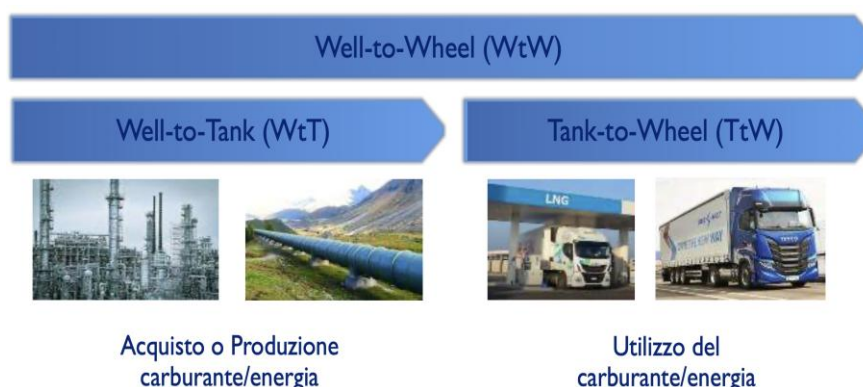 Well-to-Wheel (WtW)
Well-to-Tank (WtT)
Tank-to-Wheel (TtW)
LNG
Acquisto o Produzione
carburante/energia
Utilizzo del
carburante/energia